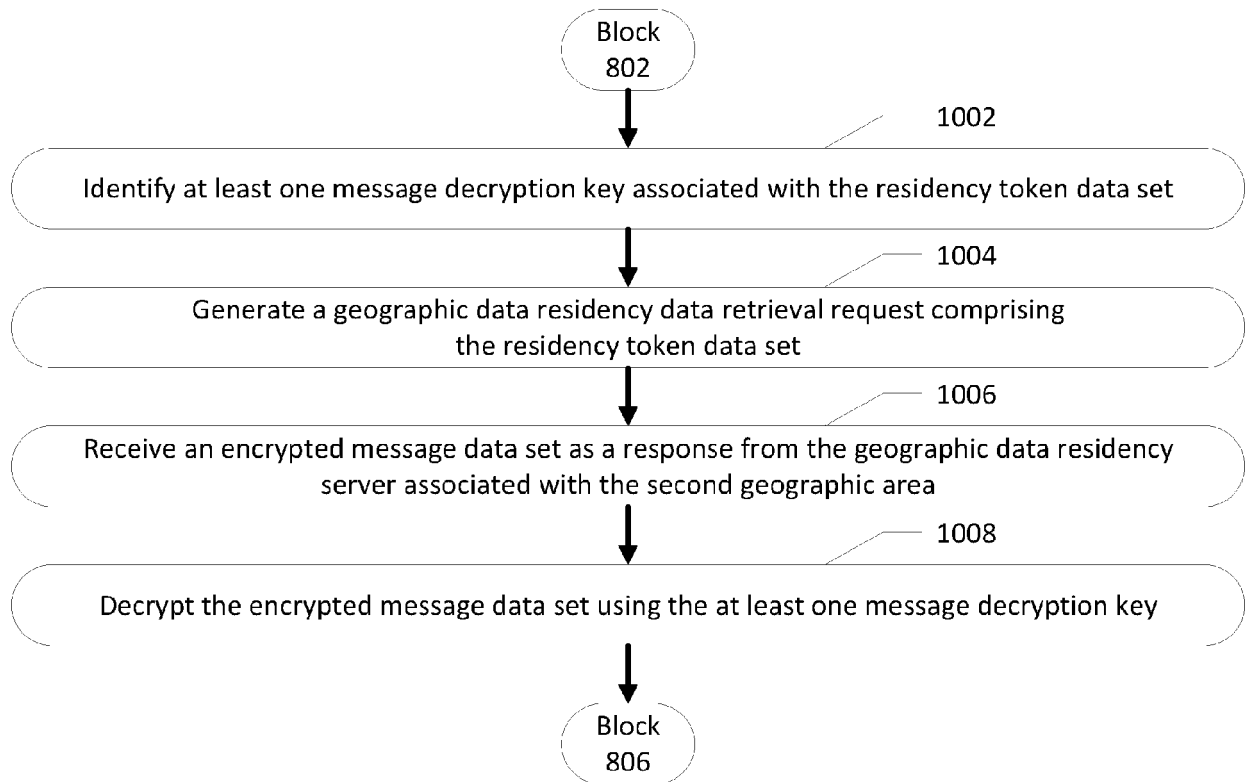 Block
802
1002
Identify at least one message decryption key associated with the residency token data set
1004
Generate a geographic data residency data retrieval request comprising
the residency token data set
1006
Receive an encrypted message data set as a response from the geographic data residency
server associated with the second geographic area
1008
Decrypt the encrypted message data set using the at least one message decryption key
Block
806